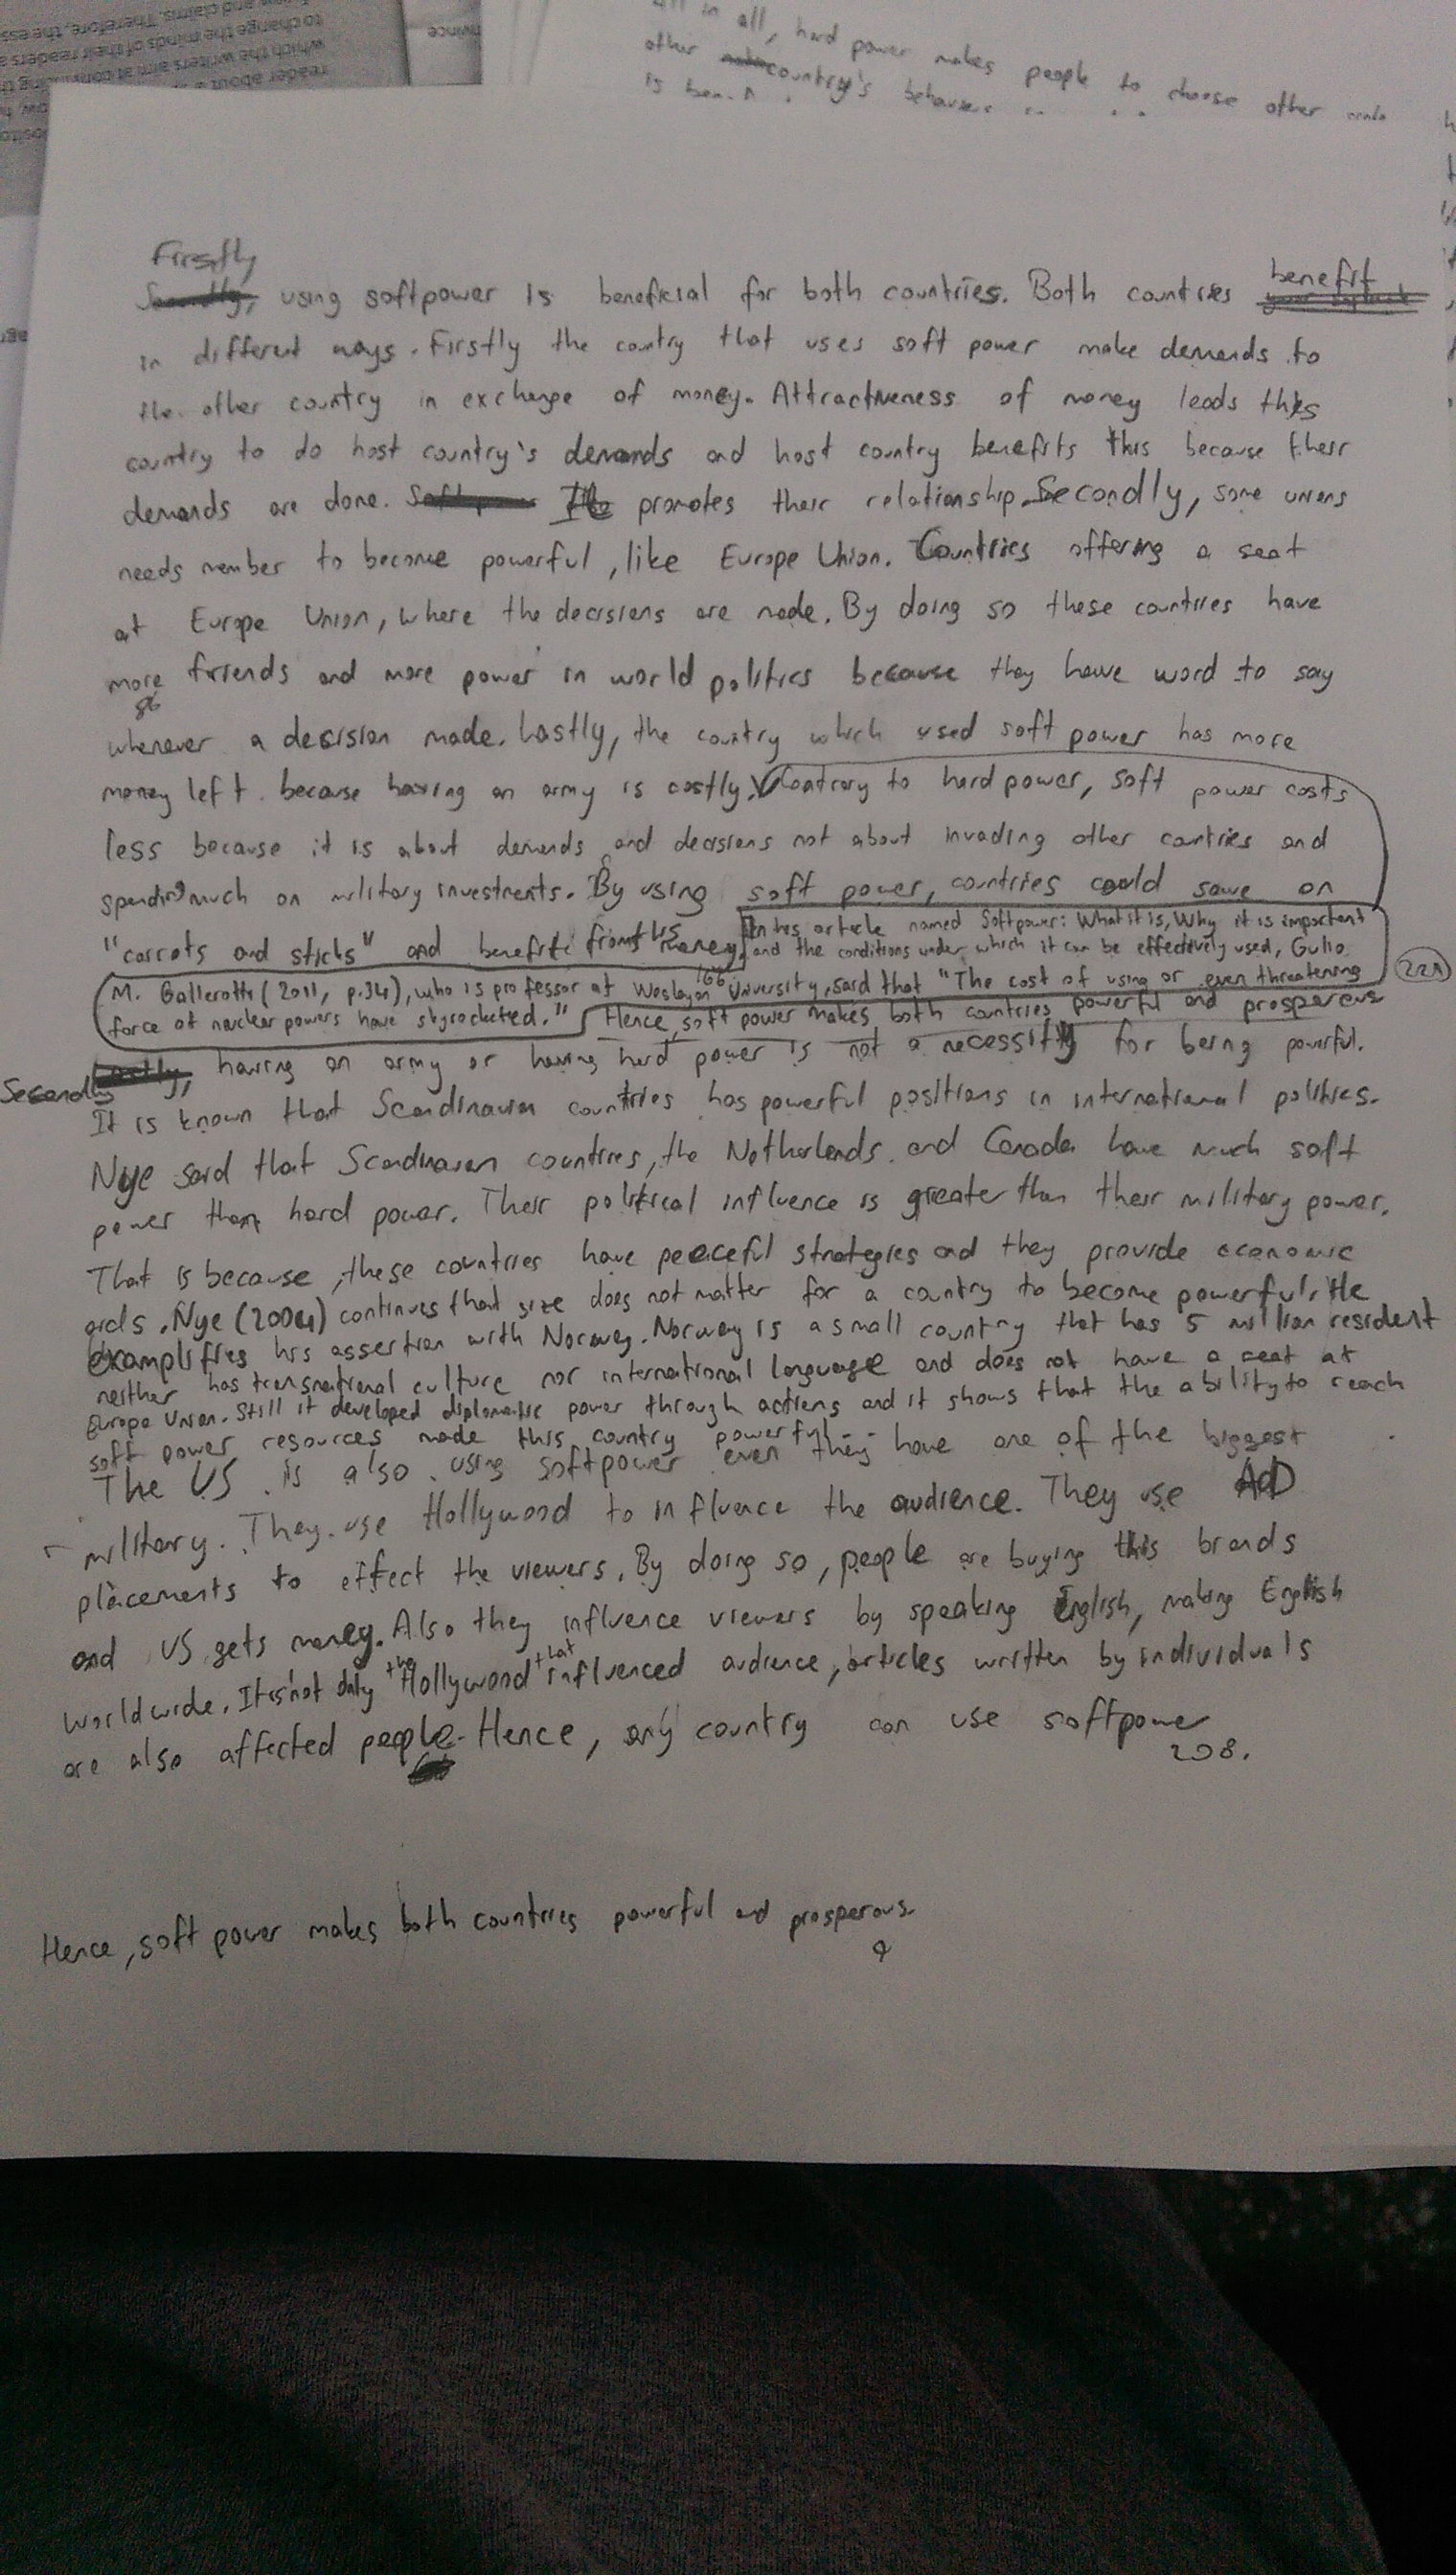 all in all, hard power makes people to choose other
other country's behaviors
is
Firstly
Secondly, using softpower is beneficial for both countries. Both countries benefit
in different ways. Firstly the country that uses soft power make demands to
the other country in exchange of money. Attractiveness of money leads this
country to do host country's demands and host country benefits this because their
demands are done. Soft power It promotes their relationship. Secondly, some unions
needs member to become powerful, like Europe Union. Countries offering a seat
at Europe Union, where the decisions are made. By doing so these countries have
more friends and more power in world politics because they have word to say
86
whenever a decision made. Lastly, the country which used soft power has more
money left because having an army is costly. Contrary to hard power, soft power costs
less because it is about demands and decisions not about invading other contries and
spending much on military investments. By using soft power, countries could save on
"carrots and sticks" and benefit from this money. In his article named Softpower: What it is, Why it is important
and the conditions under which it can be effectively used, Gulio
166
M. Gallarotti (2011, p.34), who is professor at Wesleyan University, said that "The cost of using or even threatening
221
force at nuclear powers have skyrocketed." Hence, soft power makes both countries powerful and prosperous
Secondly Lastly, having an army or having hard power is not a necessity for being powerful.
It is known that Scandinavian countries has powerful positions in international politics.
Nye said that Scandinavian countries, the Netherlands and Canada have much soft
power than hard power. Their political influence is greater than their military power.
That is because, these countries have peaceful strategies and they provide economic
aids. Nye (2004) continues that size does not matter for a country to become powerful. He
examplifies his assertion with Norway. Norway is a small country that has 5 million resident
neither has transnational culture nor international language and does not have a seat at
Europe Union. Still it developed diplomatic power through actions and it shows that the ability to reach
soft power resources made this country powerful.
The US is also using softpower even they have one of the biggest
military. They use Hollywood to influence the audience. They use AD
placements to effect the viewers. By doing so, people are buying this brands
and US gets money. Also they influence viewers by speaking English, making English
worldwide. It is not only the Hollywood that influenced audience, articles written by individuals
are also affected people. Hence, any country can use softpower
208.
Hence, soft power makes both countries powerful and prosperous